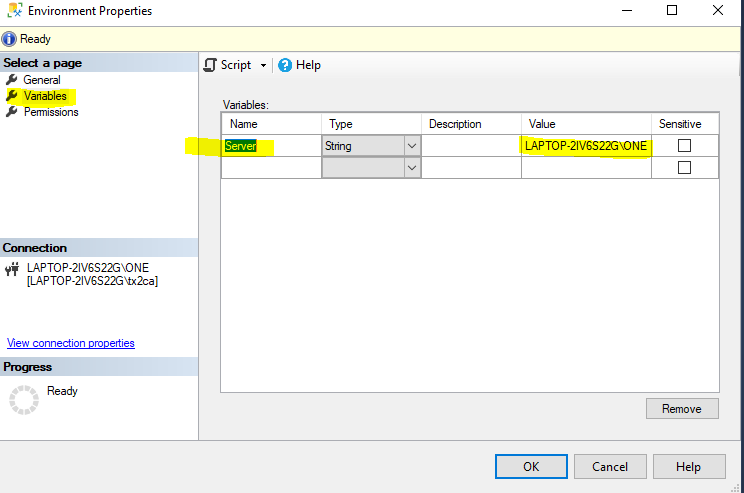 Environment Properties
Ready
Select a page
General
Variables
Permissions
Script
Help
Variables:
Name Type Description Value Sensitive
Server String LAPTOP-2IV6S22G\ONE
Connection
LAPTOP-2IV6S22G\ONE
[LAPTOP-2IV6S22G\tx2ca]
View connection properties
Progress
Ready
Remove
OK Cancel Help